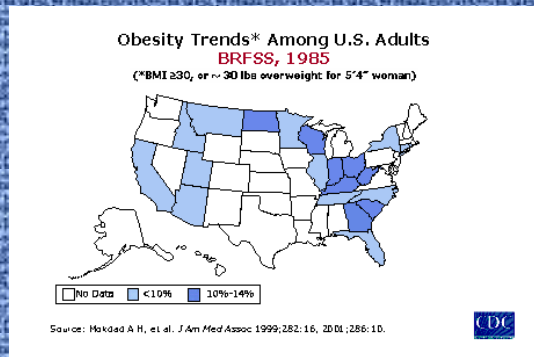 Obesity Trends* Among U.S. Adults
BRFSS, 1985
(*BMI ≥30, or ~ 30 lbs overweight for 5'4" woman)
No Data <10% 10%-14%
Source: Mokdad A H, et al. J Am Med Assoc 1999;282:16, 2001;286:10.
CDC